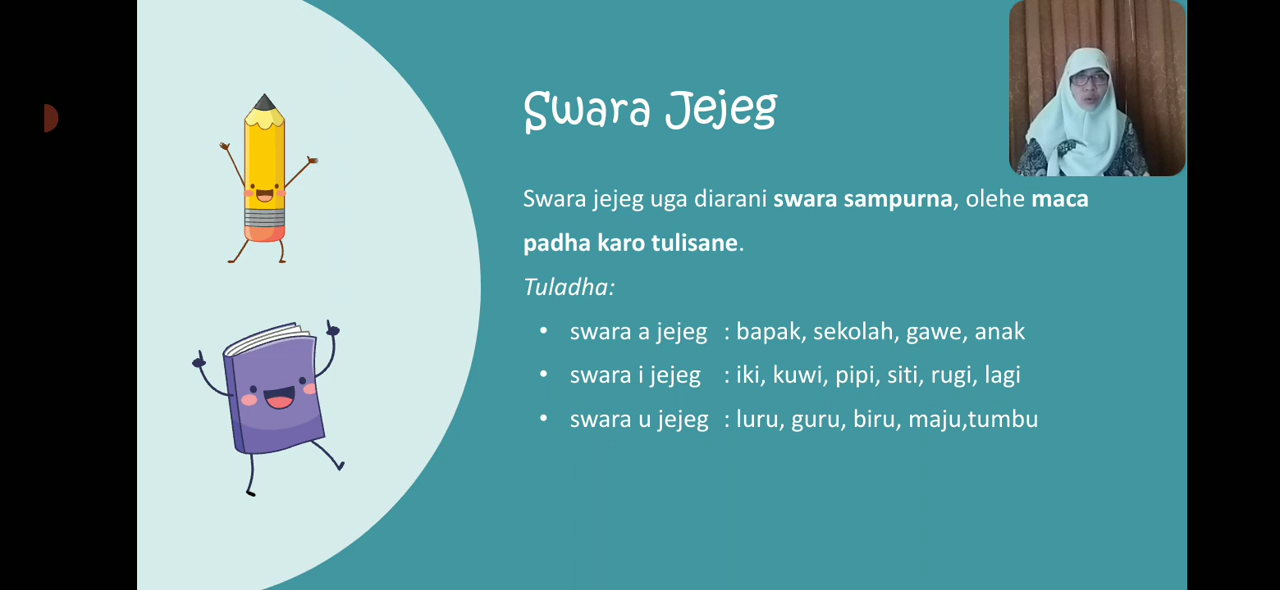 Swara Jejeg
Swara jejeg uga diarani swara sampurna, olehe maca
padha karo tulisane.
Tuladha:
• swara a jejeg : bapak, sekolah, gawe, anak
• swara i jejeg : iki, kuwi, pipi, siti, rugi, lagi
• swara u jejeg : luru, guru, biru, maju,tumbu